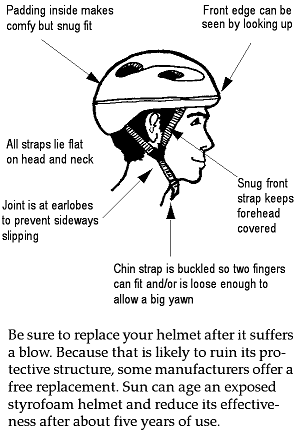 Padding inside makes
comfy but snug fit
Front edge can be
seen by looking up
All straps lie flat
on head and neck
Joint is at earlobes
to prevent sideways
slipping
Snug front
strap keeps
forehead
covered
Chin strap is buckled so two fingers
can fit and/or is loose enough to
allow a big yawn
Be sure to replace your helmet after it suffers
a blow. Because that is likely to ruin its pro-
tective structure, some manufacturers offer a
free replacement. Sun can age an exposed
styrofoam helmet and reduce its effective-
ness after about five years of use.